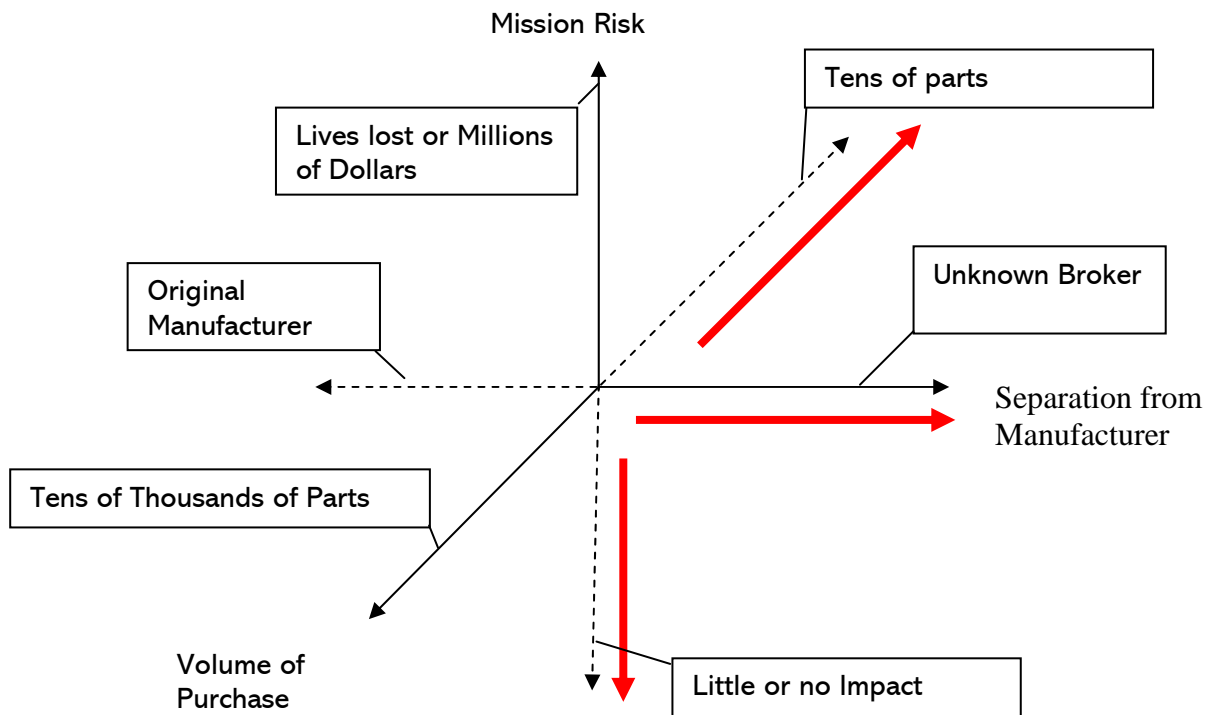 Mission Risk
Tens of parts
Lives lost or Millions
of Dollars
Unknown Broker
Original
Manufacturer
Separation from
Manufacturer
Tens of Thousands of Parts
Volume of
Purchase
Little or no Impact